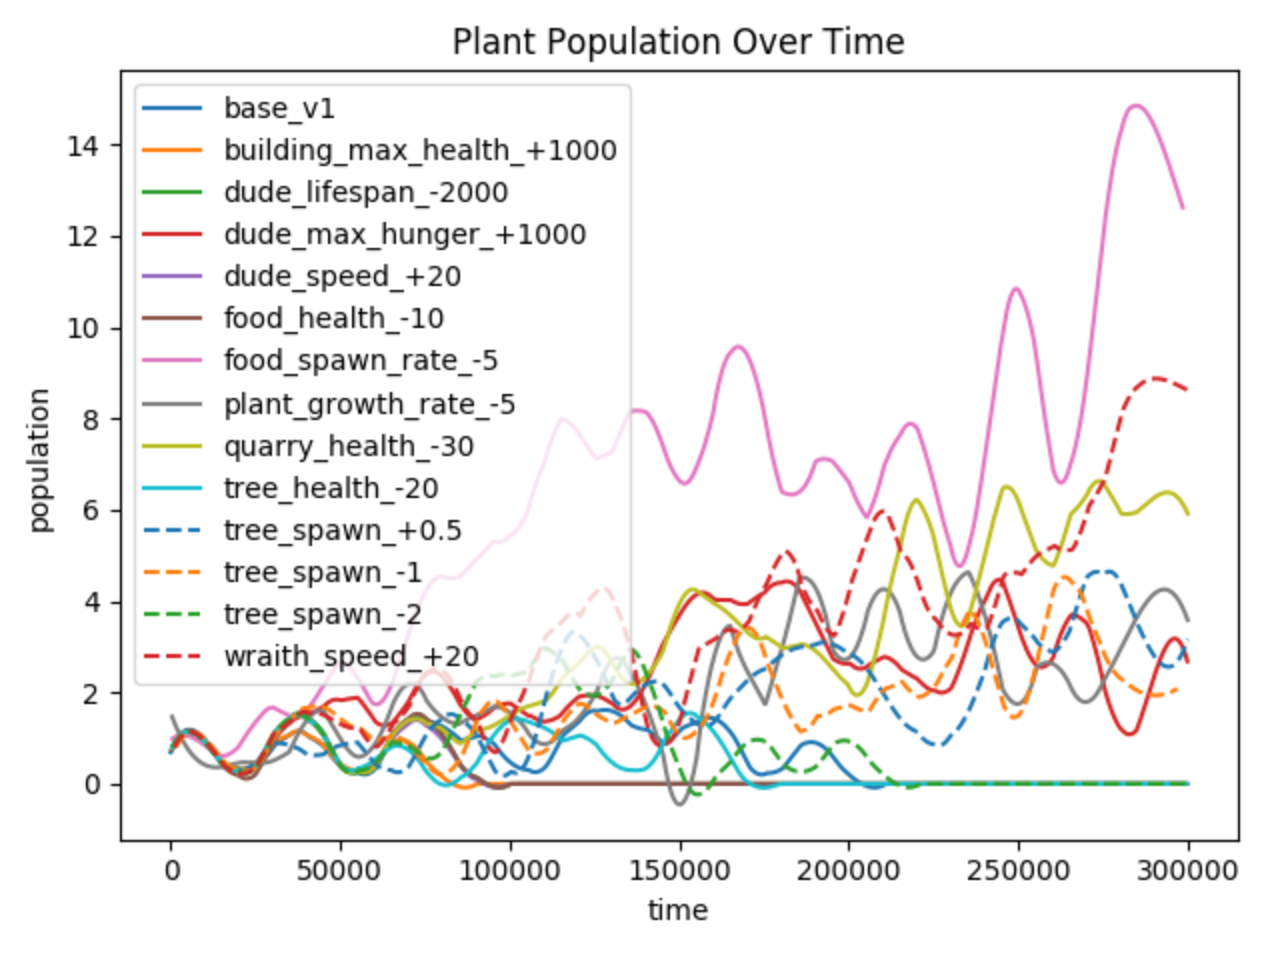 Plant Population Over Time
base_v1
building_max_health_+1000
dude_lifespan_-2000
dude_max_hunger_+1000
dude_speed_+20
food_health_-10
food_spawn_rate_-5
plant_growth_rate_-5
quarry_health_-30
tree_health_-20
tree_spawn_+0.5
tree_spawn_-1
tree_spawn_-2
wraith_speed_+20
population
14
12
10
8
6
4
2
0
0 50000 100000 150000 200000 250000 300000
time